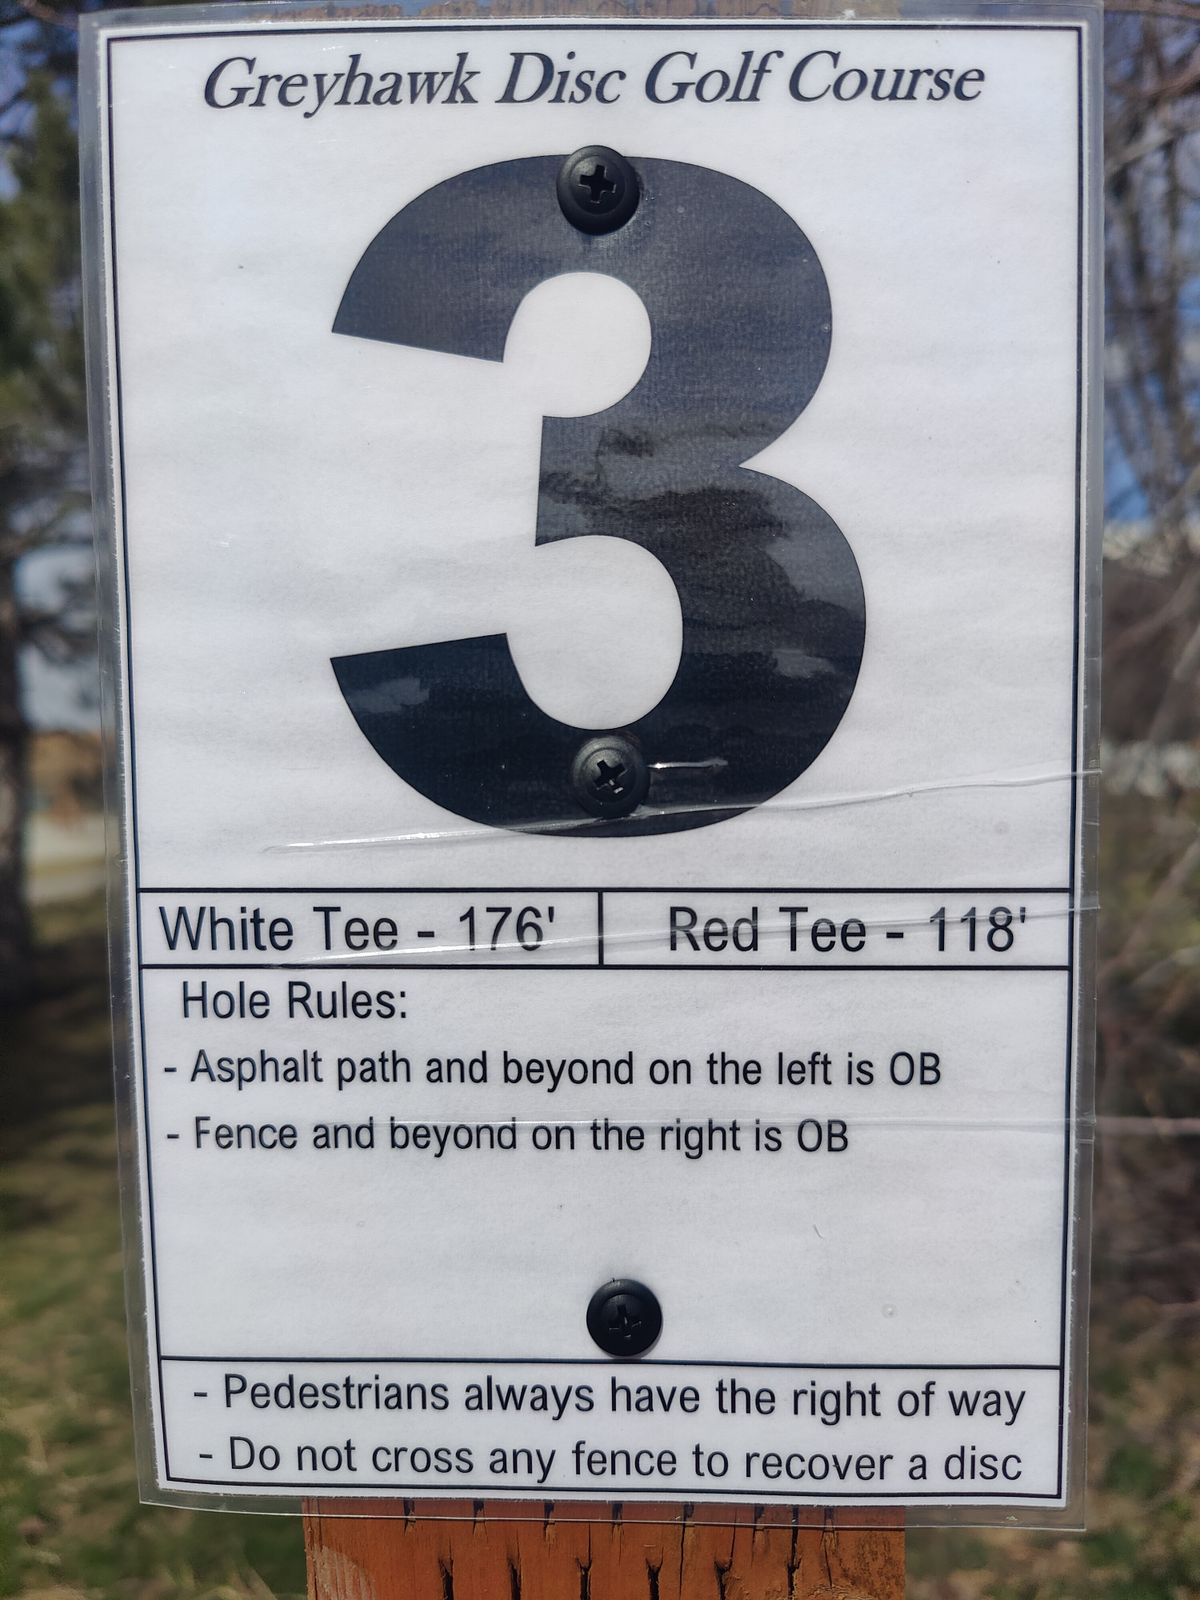 Greyhawk Disc Golf Course
3
White Tee - 176' Red Tee - 118'
Hole Rules:
- Asphalt path and beyond on the left is OB
- Fence and beyond on the right is OB
- Pedestrians always have the right of way
- Do not cross any fence to recover a disc